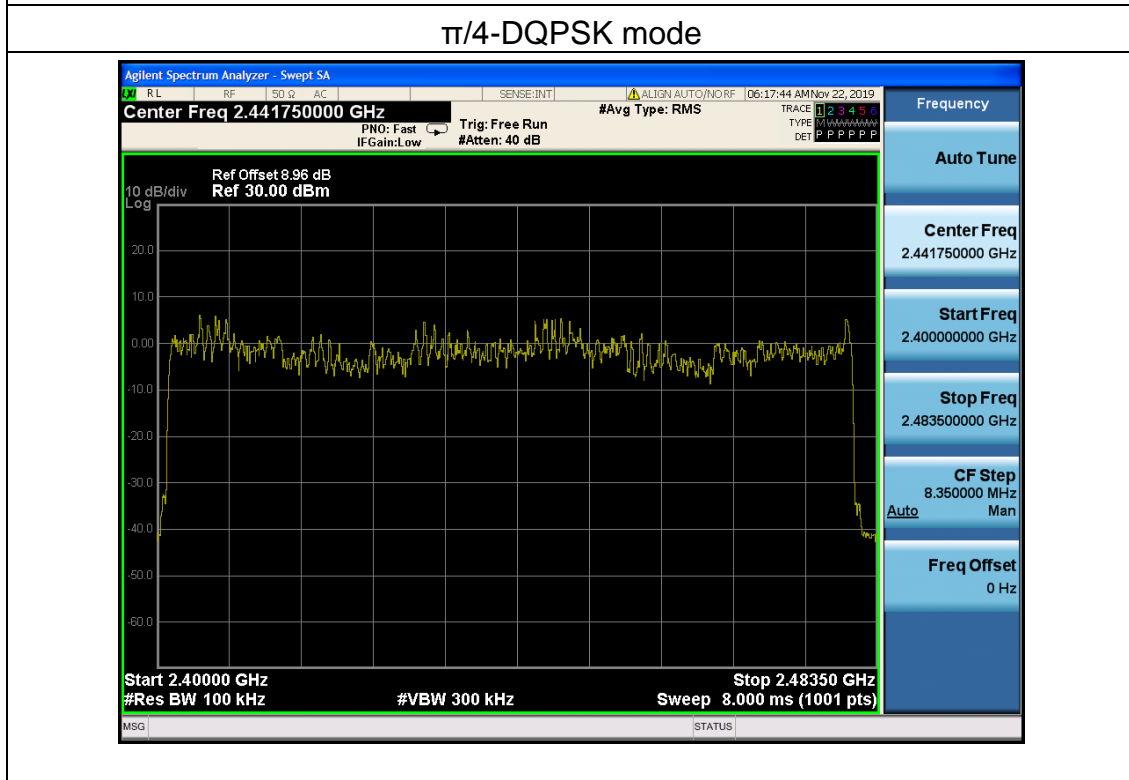 π/4-DQPSK mode
Agilent Spectrum Analyzer - Swept SA
LXI RL RF 50 Ω AC SENSE:INT ALIGN AUTO/NO RF 06:17:44 AM Nov 22, 2019
Center Freq 2.441750000 GHz
PNO: Fast
IFGain:Low
Trig: Free Run
#Atten: 40 dB
#Avg Type: RMS
TRACE 1 2 3 4 5 6
TYPE M W W W W W
DET P P P P P P
Ref Offset 8.96 dB
10 dB/div Ref 30.00 dBm
Log
20.0
10.0
0.00
-10.0
-20.0
-30.0
-40.0
-50.0
-60.0
Start 2.40000 GHz Stop 2.48350 GHz
#Res BW 100 kHz #VBW 300 kHz Sweep 8.000 ms (1001 pts)
MSG STATUS
Frequency
Auto Tune
Center Freq
2.441750000 GHz
Start Freq
2.400000000 GHz
Stop Freq
2.483500000 GHz
CF Step
8.350000 MHz
Auto Man
Freq Offset
0 Hz